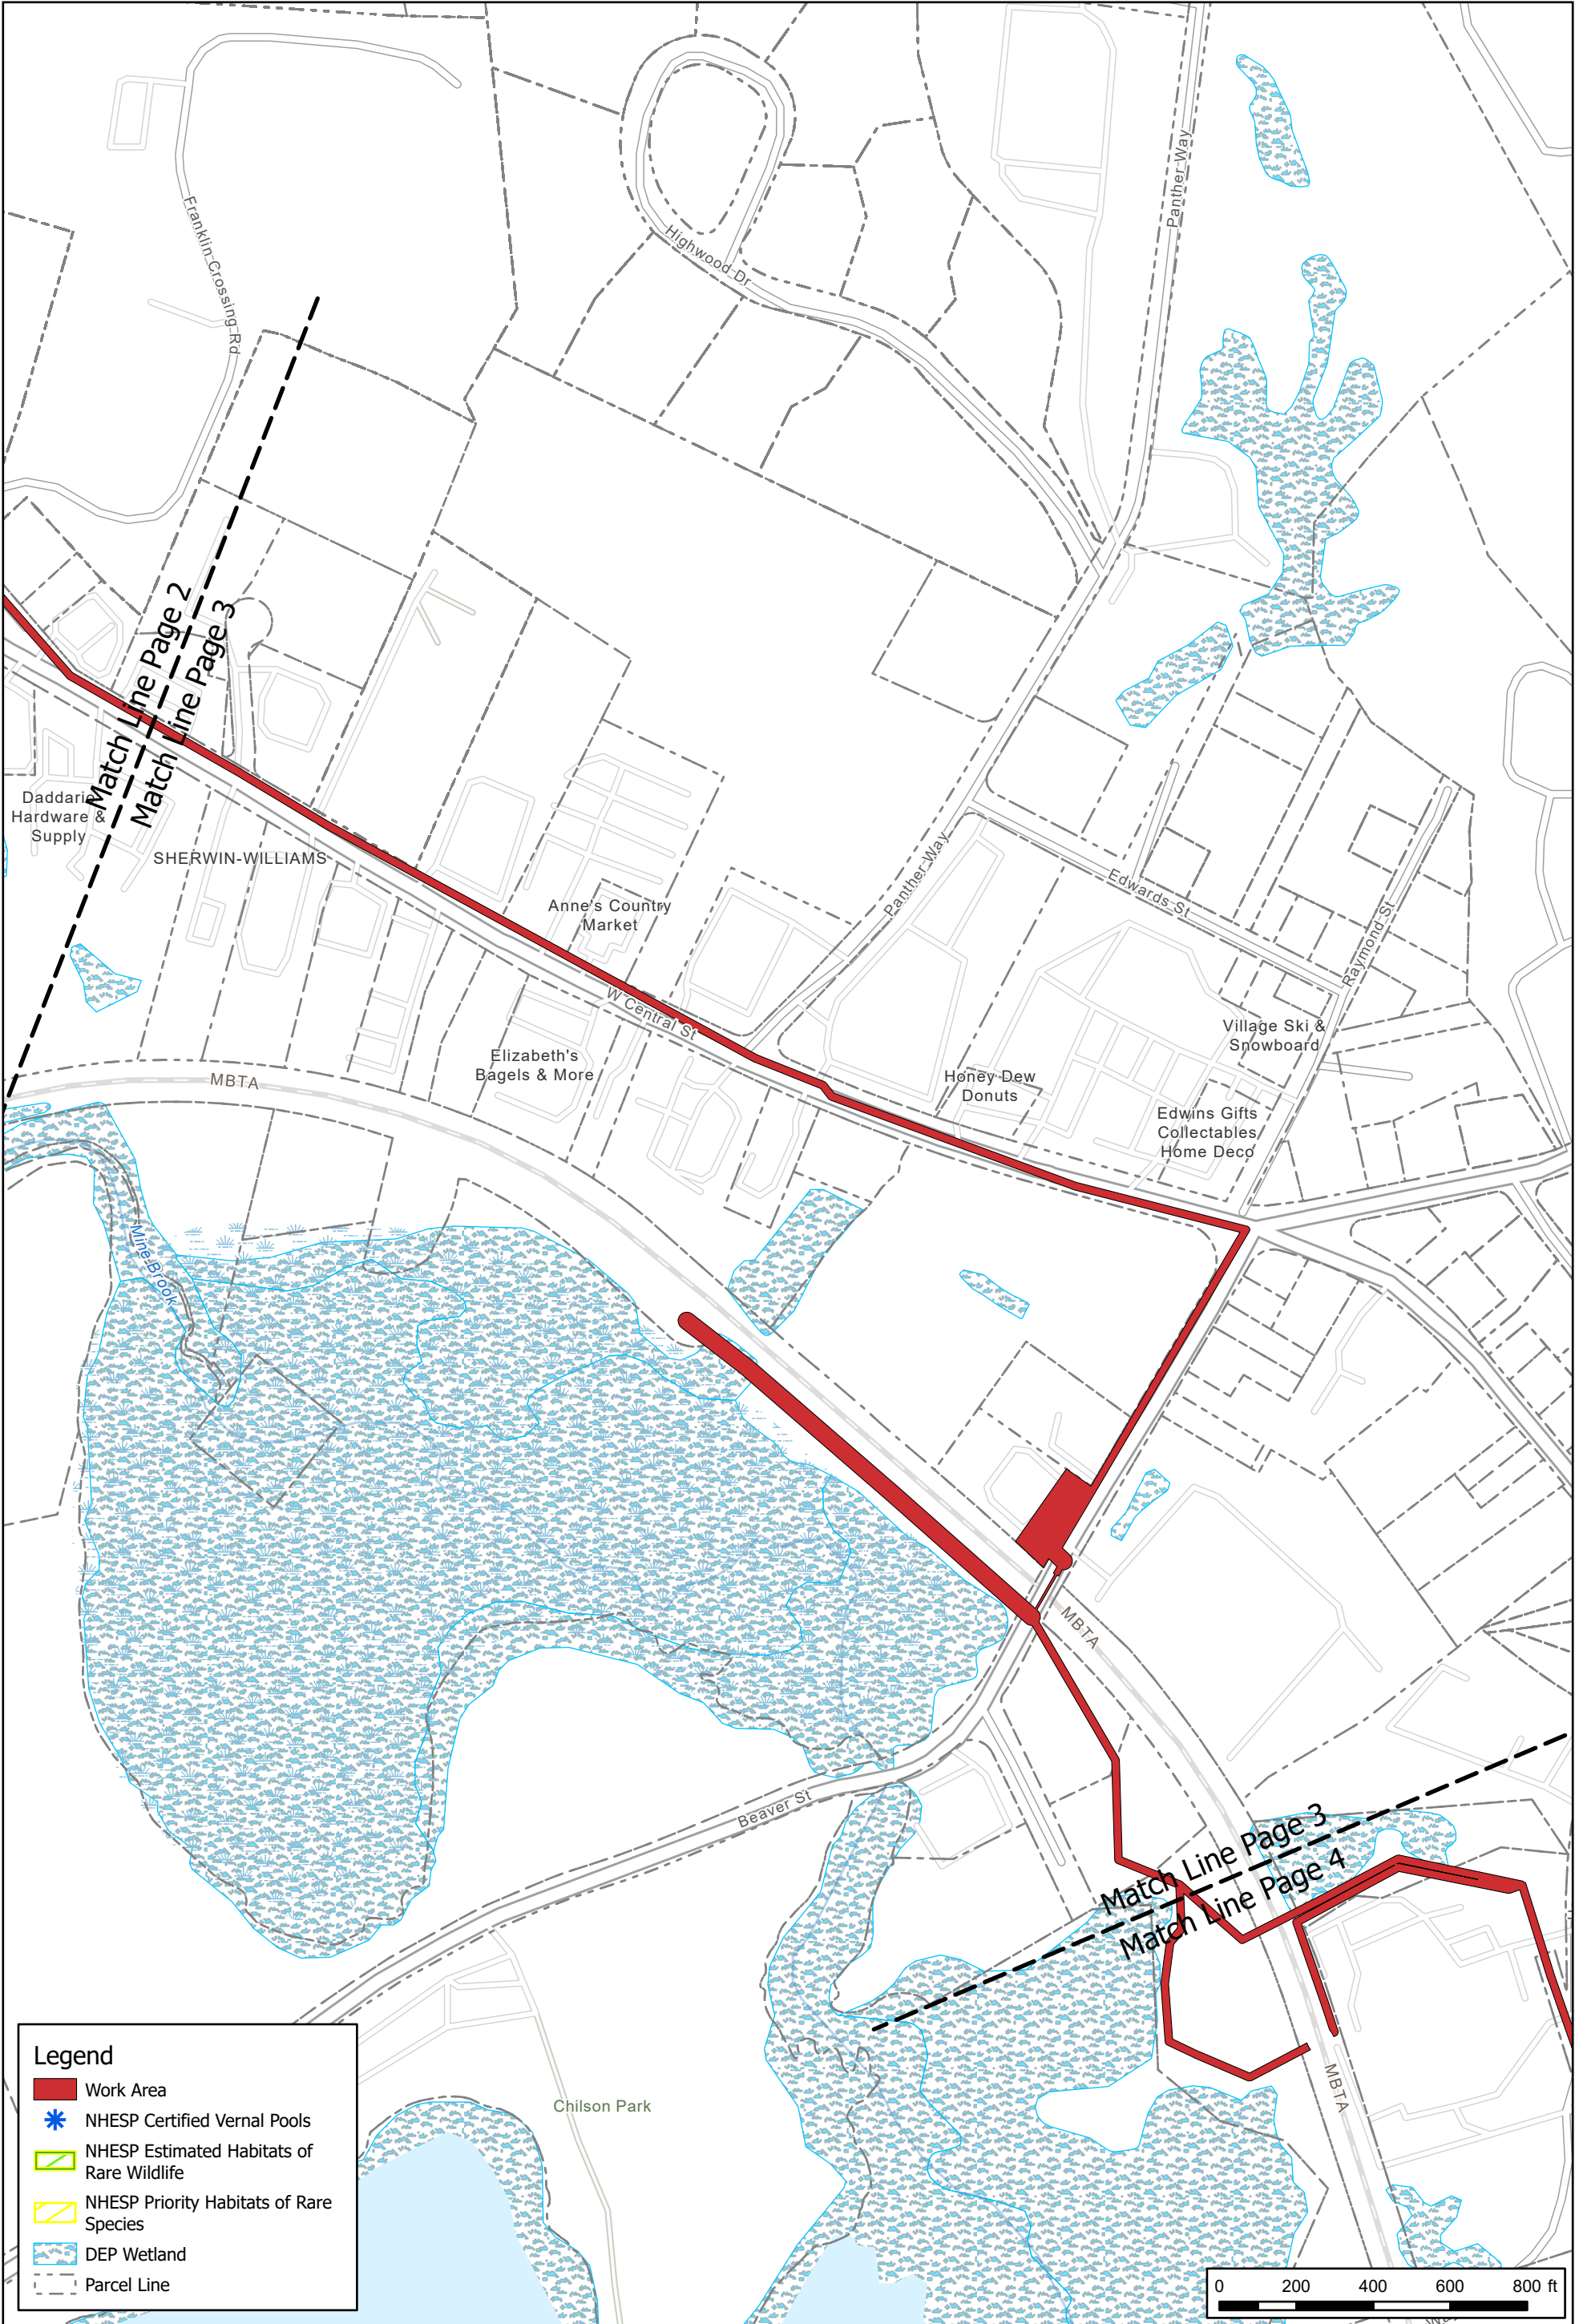 Panther Way
Franklin Crossing Rd
Highwood Dr
Match Line Page 2
Match Line Page 3
Daddario
Hardware &
Supply
SHERWIN-WILLIAMS
Panther Way
Edwards St
Anne's Country
Market
Raymond St
W Central St
Village Ski &
Snowboard
Elizabeth's
Bagels & More
MBTA
Honey Dew
Donuts
Edwins Gifts
Collectables
Home Deco
Mine Brook
MBTA
Beaver St
Match Line Page 3
Match Line Page 4
MBTA
Chilson Park
Legend
Work Area
NHESP Certified Vernal Pools
NHESP Estimated Habitats of
Rare Wildlife
NHESP Priority Habitats of Rare
Species
DEP Wetland
Parcel Line
0 200 400 600 800 ft